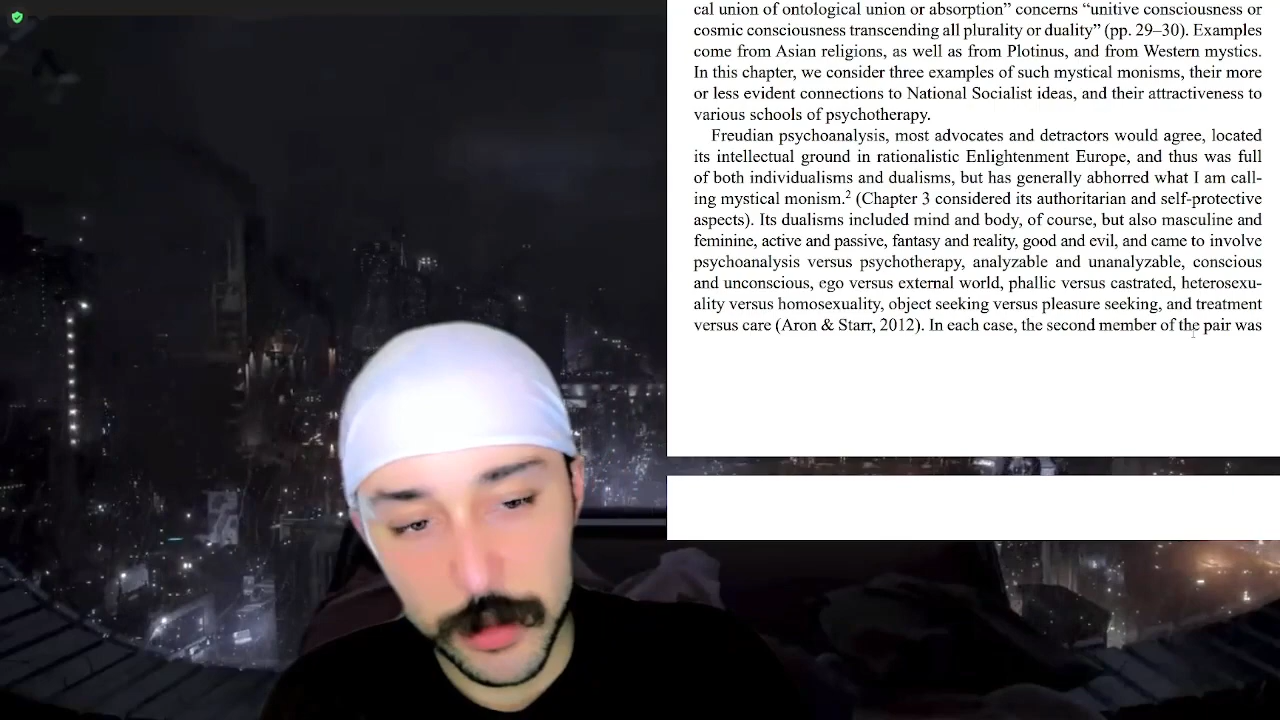 cal union of ontological union or absorption” concerns “unitive consciousness or
cosmic consciousness transcending all plurality or duality” (pp. 29–30). Examples
come from Asian religions, as well as from Plotinus, and from Western mystics.
In this chapter, we consider three examples of such mystical monisms, their more
or less evident connections to National Socialist ideas, and their attractiveness to
various schools of psychotherapy.
Freudian psychoanalysis, most advocates and detractors would agree, located
its intellectual ground in rationalistic Enlightenment Europe, and thus was full
of both individualisms and dualisms, but has generally abhorred what I am call-
ing mystical monism.2 (Chapter 3 considered its authoritarian and self-protective
aspects). Its dualisms included mind and body, of course, but also masculine and
feminine, active and passive, fantasy and reality, good and evil, and came to involve
psychoanalysis versus psychotherapy, analyzable and unanalyzable, conscious
and unconscious, ego versus external world, phallic versus castrated, heterosexu-
ality versus homosexuality, object seeking versus pleasure seeking, and treatment
versus care (Aron & Starr, 2012). In each case, the second member of the pair was